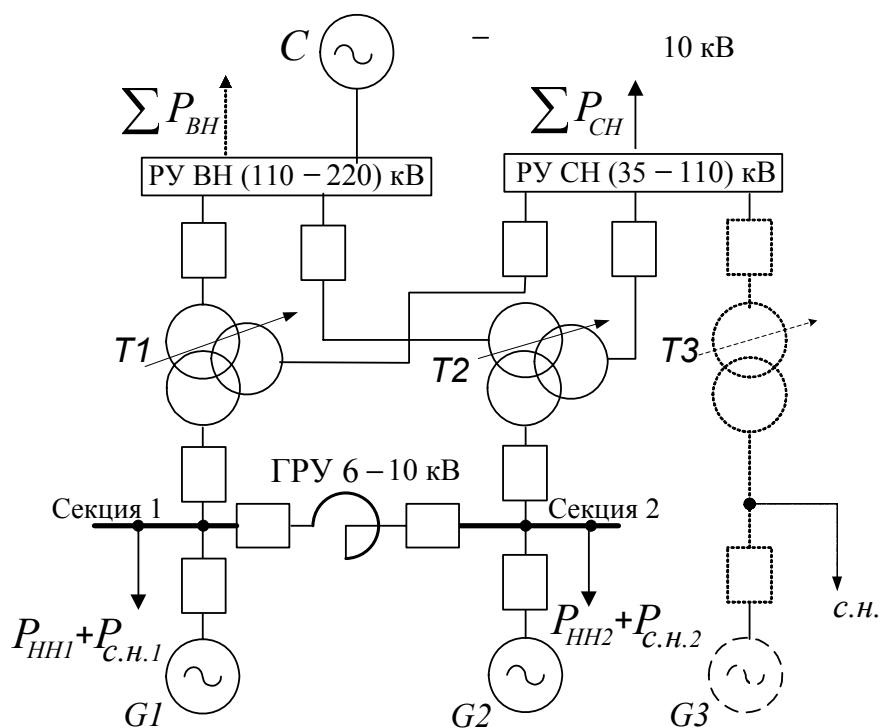 C
–
10 кВ
∑ P_ВН
∑ P_СН
РУ ВН (110 – 220) кВ
РУ СН (35 – 110) кВ
T1
T2
T3
ГРУ 6 – 10 кВ
Секция 1
Секция 2
P_НН1+P_с.н.1
P_НН2+P_с.н.2
с.н.
G1
G2
G3